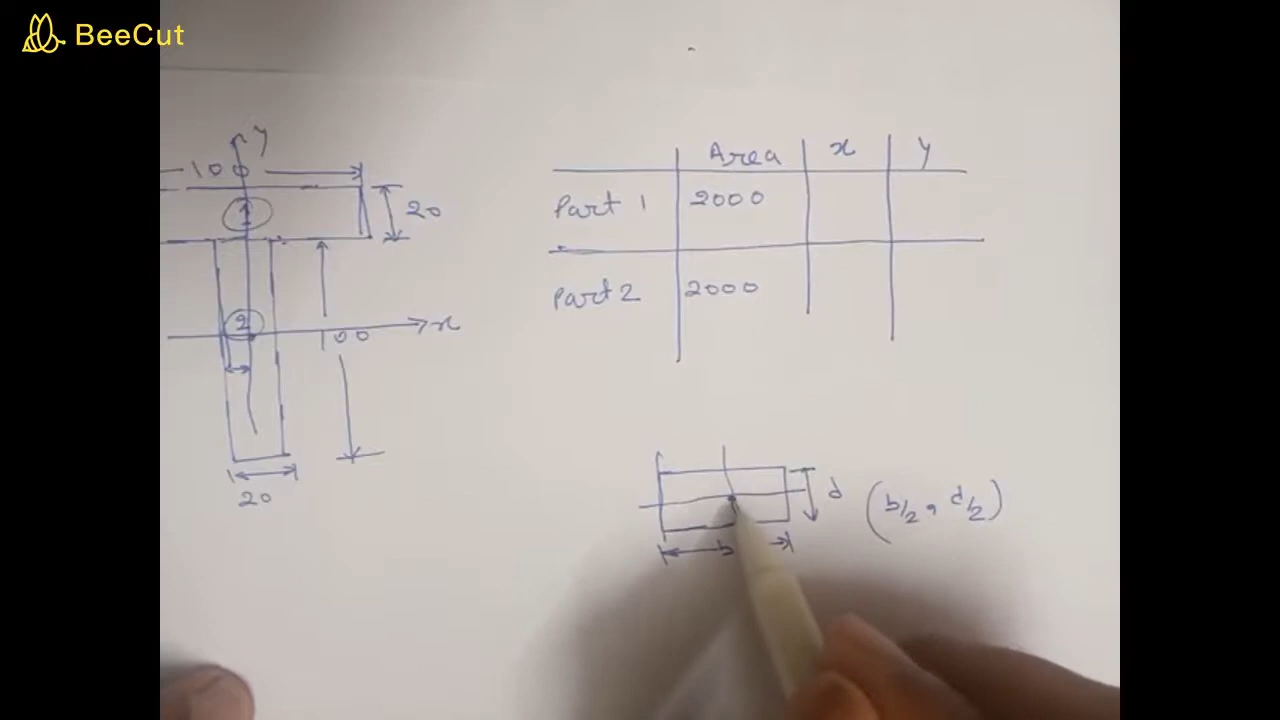 BeeCut
y
100
1
20
2
x
100
20
Area x y
Part 1 2000
Part 2 2000
d (b/2, d/2)
b